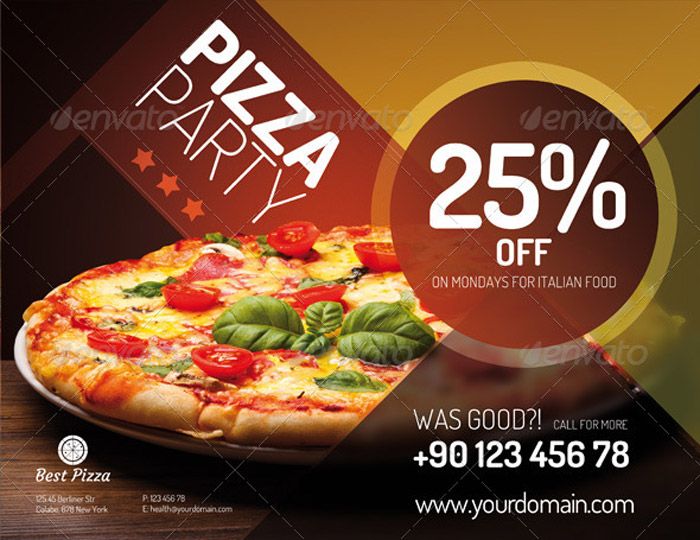 PIZZA
PARTY
25%
OFF
ON MONDAYS FOR ITALIAN FOOD
WAS GOOD?! CALL FOR MORE
+90 123 456 78
www.yourdomain.com
Best Pizza
125.45 Berliner Str
Calabe, 678 New York
P: 123 456 78
E: health@yourdomain.com
envato
envato
envato
envato
envato